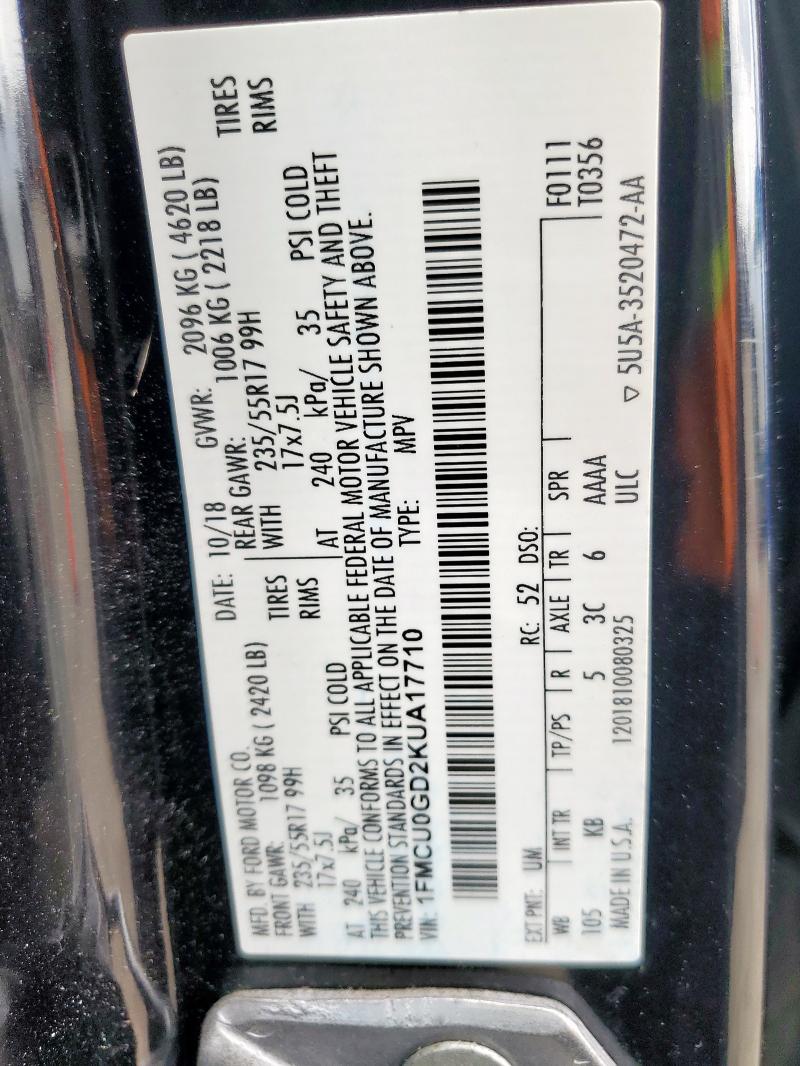 MFD. BY FORD MOTOR CO. DATE: 10/18 GVWR: 2096 KG ( 4620 LB)
FRONT GAWR: 1098 KG ( 2420 LB) REAR GAWR: 1006 KG ( 2218 LB)
WITH 235/55R17 99H TIRES WITH 235/55R17 99H TIRES
17x7.5J RIMS 17x7.5J RIMS
AT 240 kPa/ 35 PSI COLD AT 240 kPa/ 35 PSI COLD
THIS VEHICLE CONFORMS TO ALL APPLICABLE FEDERAL MOTOR VEHICLE SAFETY AND THEFT
PREVENTION STANDARDS IN EFFECT ON THE DATE OF MANUFACTURE SHOWN ABOVE.
VIN: 1FMCU0GD2KUA17710 TYPE: MPV
EXT PNT: UM RC: 52 DSO: F0111
WB INT TR TP/PS R AXLE TR SPR T0356
105 KB 5 3C 6 AAAA
MADE IN U.S.A. 1201810080325 ULC ▽ 5U5A-3520472-AA